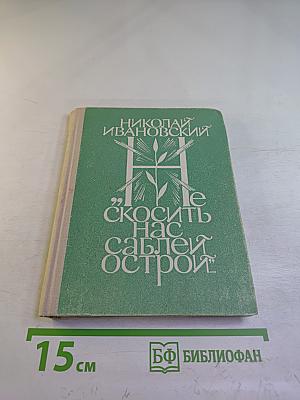 НИКОЛАЙ
ИВАНОВСКИЙ
„Не
скосить
нас
саблей
острой..."
15 см
БФ БИБЛИОФАН